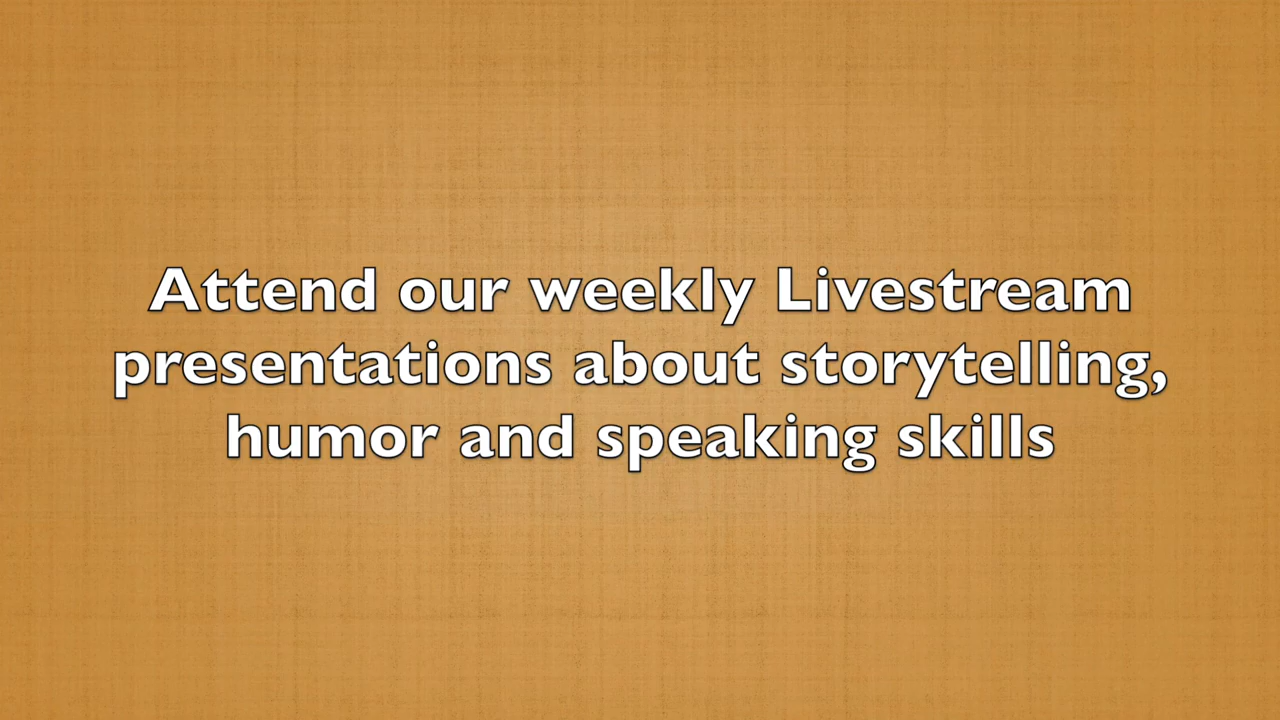 Attend our weekly Livestream
presentations about storytelling,
humor and speaking skills